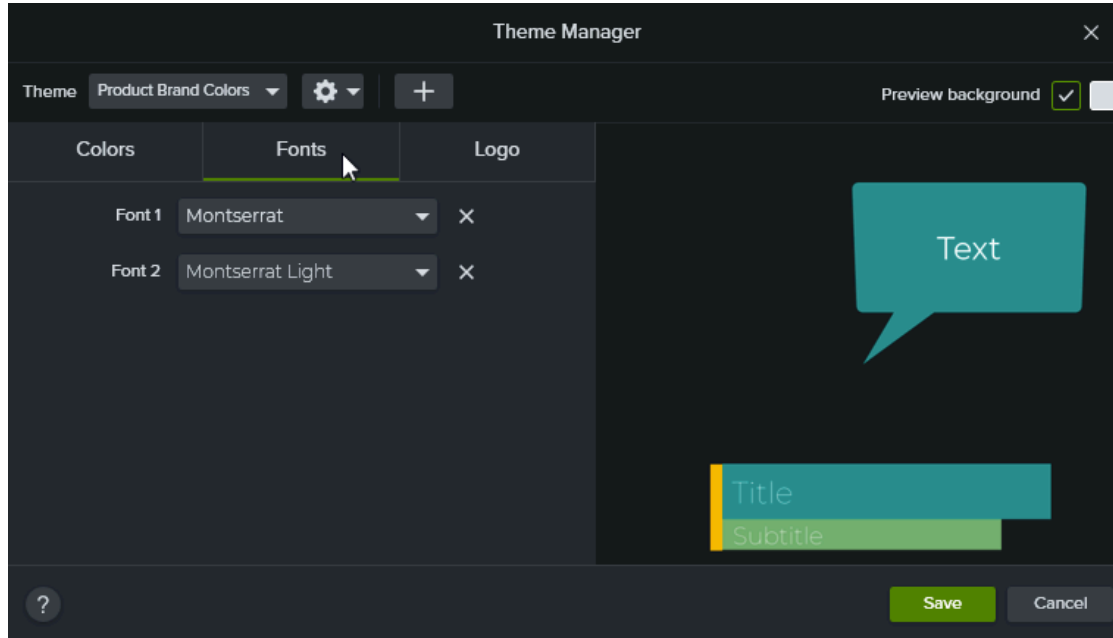 Theme Manager
Theme Product Brand Colors Preview background
Colors Fonts Logo
Font 1 Montserrat
Font 2 Montserrat Light
Text
Title
Subtitle
? Save Cancel